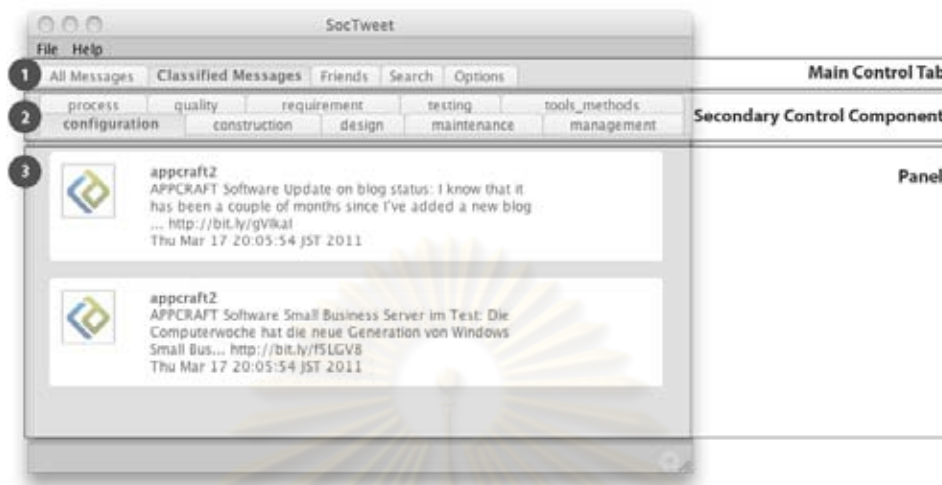 SocTweet
File Help
1 All Messages Classified Messages Friends Search Options Main Control Tab
2 process quality requirement testing tools_methods
configuration construction design maintenance management
Secondary Control Component
3 Panel
appcraft2
APPCRAFT Software Update on blog status: I know that it
has been a couple of months since I've added a new blog
... http://bit.ly/gVIkaI
Thu Mar 17 20:05:54 JST 2011
appcraft2
APPCRAFT Software Small Business Server im Test: Die
Computerwoche hat die neue Generation von Windows
Small Bus... http://bit.ly/f5LGV8
Thu Mar 17 20:05:54 JST 2011